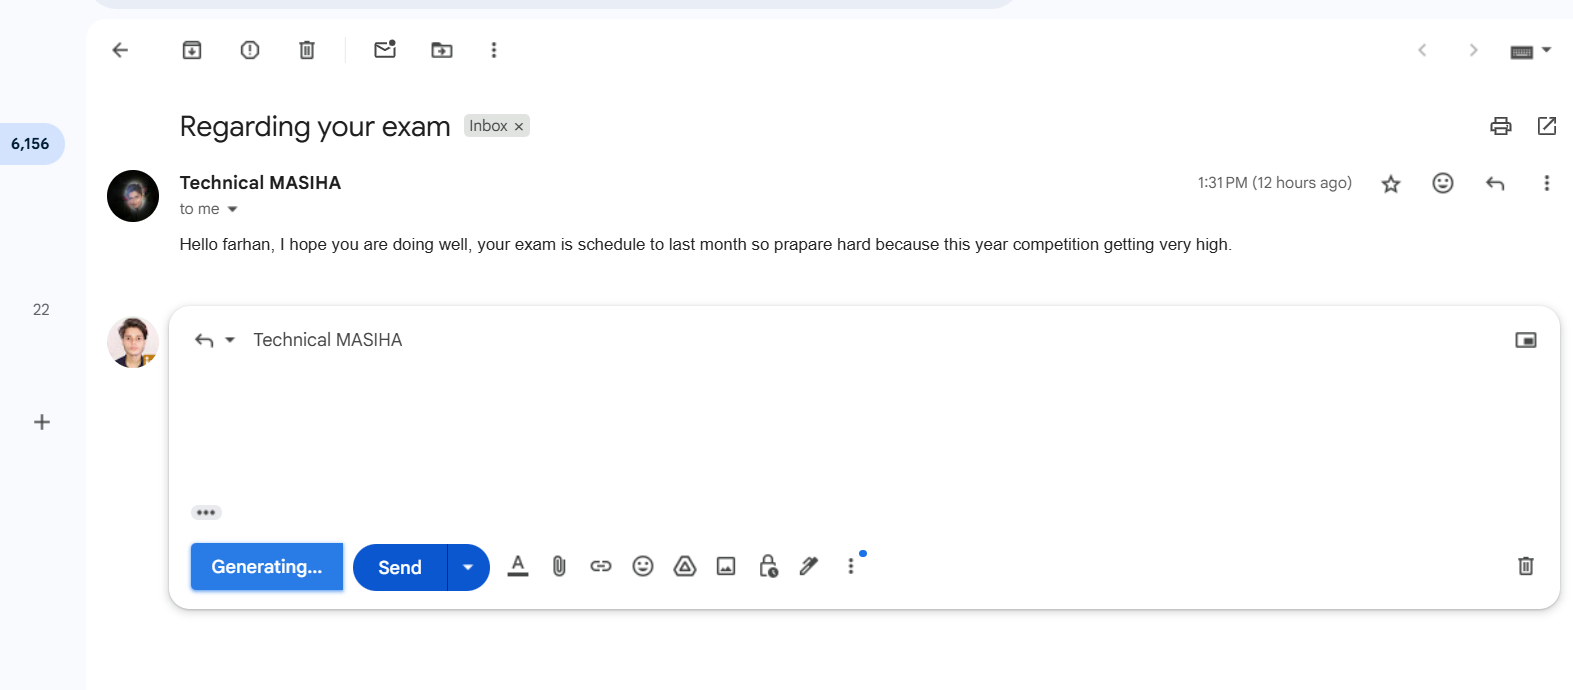 Regarding your exam Inbox ×
6,156
Technical MASIHA 1:31 PM (12 hours ago)
to me
Hello farhan, I hope you are doing well, your exam is schedule to last month so prapare hard because this year competition getting very high.
22
Technical MASIHA
Generating... Send A